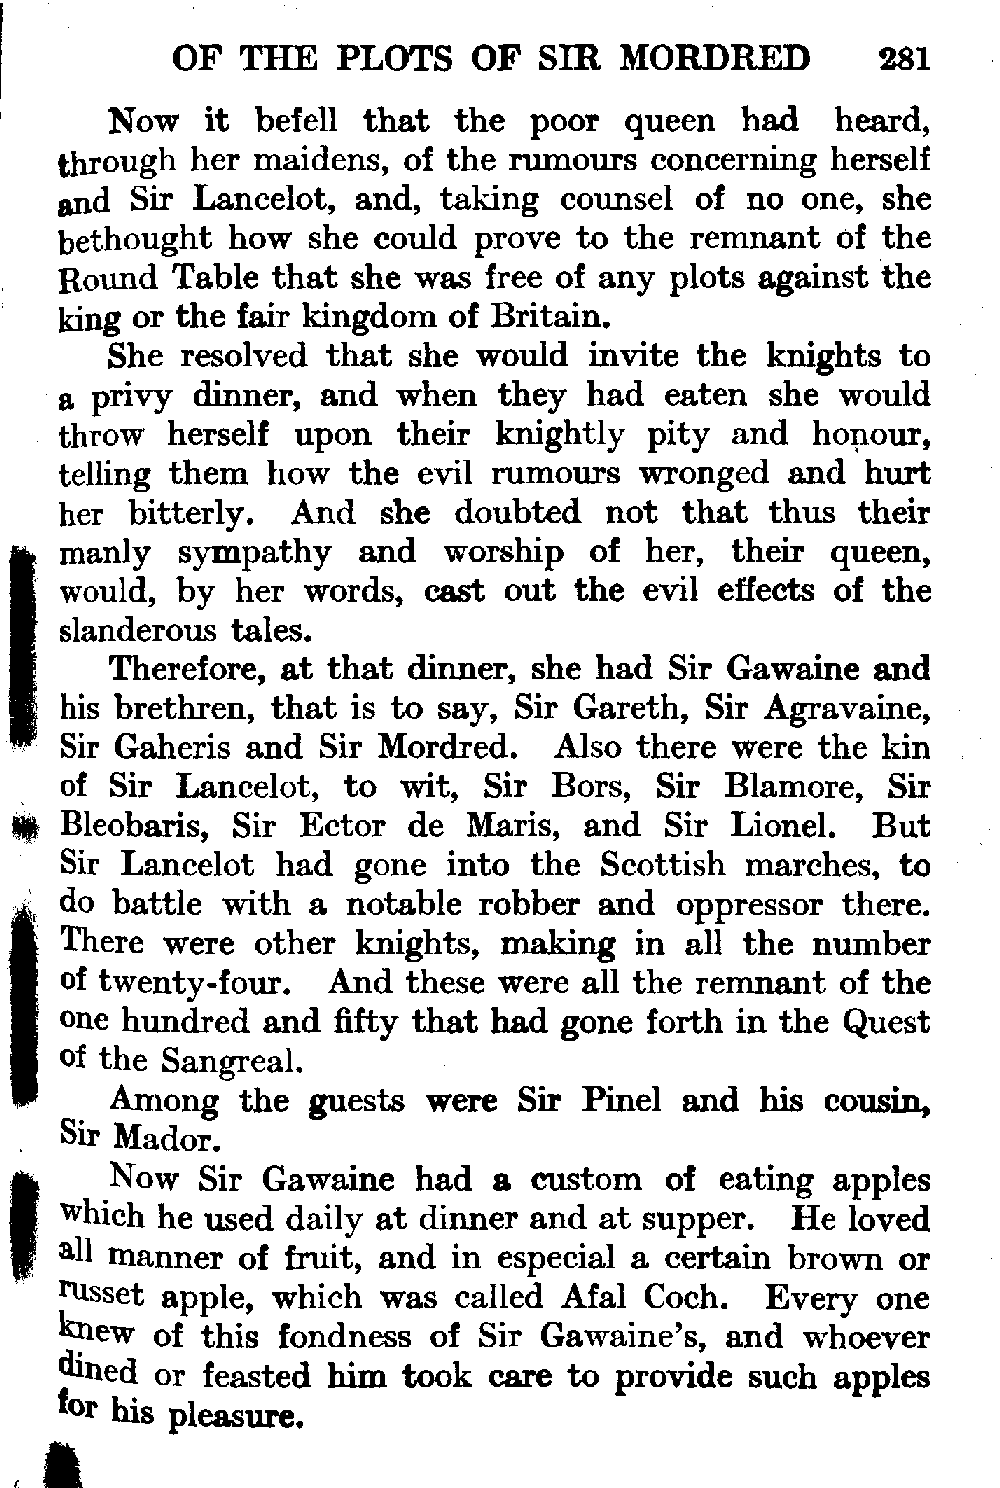 OF THE PLOTS OF SIR MORDRED 281
Now it befell that the poor queen had heard,
through her maidens, of the rumours concerning herself
and Sir Lancelot, and, taking counsel of no one, she
bethought how she could prove to the remnant of the
Round Table that she was free of any plots against the
king or the fair kingdom of Britain.
She resolved that she would invite the knights to
a privy dinner, and when they had eaten she would
throw herself upon their knightly pity and honour,
telling them how the evil rumours wronged and hurt
her bitterly. And she doubted not that thus their
manly sympathy and worship of her, their queen,
would, by her words, cast out the evil effects of the
slanderous tales.
Therefore, at that dinner, she had Sir Gawaine and
his brethren, that is to say, Sir Gareth, Sir Agravaine,
Sir Gaheris and Sir Mordred. Also there were the kin
of Sir Lancelot, to wit, Sir Bors, Sir Blamore, Sir
Bleobaris, Sir Ector de Maris, and Sir Lionel. But
Sir Lancelot had gone into the Scottish marches, to
do battle with a notable robber and oppressor there.
There were other knights, making in all the number
of twenty-four. And these were all the remnant of the
one hundred and fifty that had gone forth in the Quest
of the Sangreal.
Among the guests were Sir Pinel and his cousin,
Sir Mador.
Now Sir Gawaine had a custom of eating apples
which he used daily at dinner and at supper. He loved
all manner of fruit, and in especial a certain brown or
russet apple, which was called Afal Coch. Every one
knew of this fondness of Sir Gawaine's, and whoever
dined or feasted him took care to provide such apples
for his pleasure.